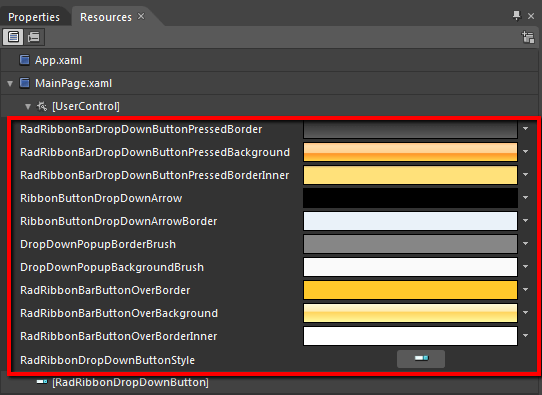 Properties Resources
App.xaml
MainPage.xaml
[UserControl]
RadRibbonBarDropDownButtonPressedBorder
RadRibbonBarDropDownButtonPressedBackground
RadRibbonBarDropDownButtonPressedBorderInner
RibbonButtonDropDownArrow
RibbonButtonDropDownArrowBorder
DropDownPopupBorderBrush
DropDownPopupBackgroundBrush
RadRibbonBarButtonOverBorder
RadRibbonBarButtonOverBackground
RadRibbonBarButtonOverBorderInner
RadRibbonDropDownButtonStyle
[RadRibbonDropDownButton]